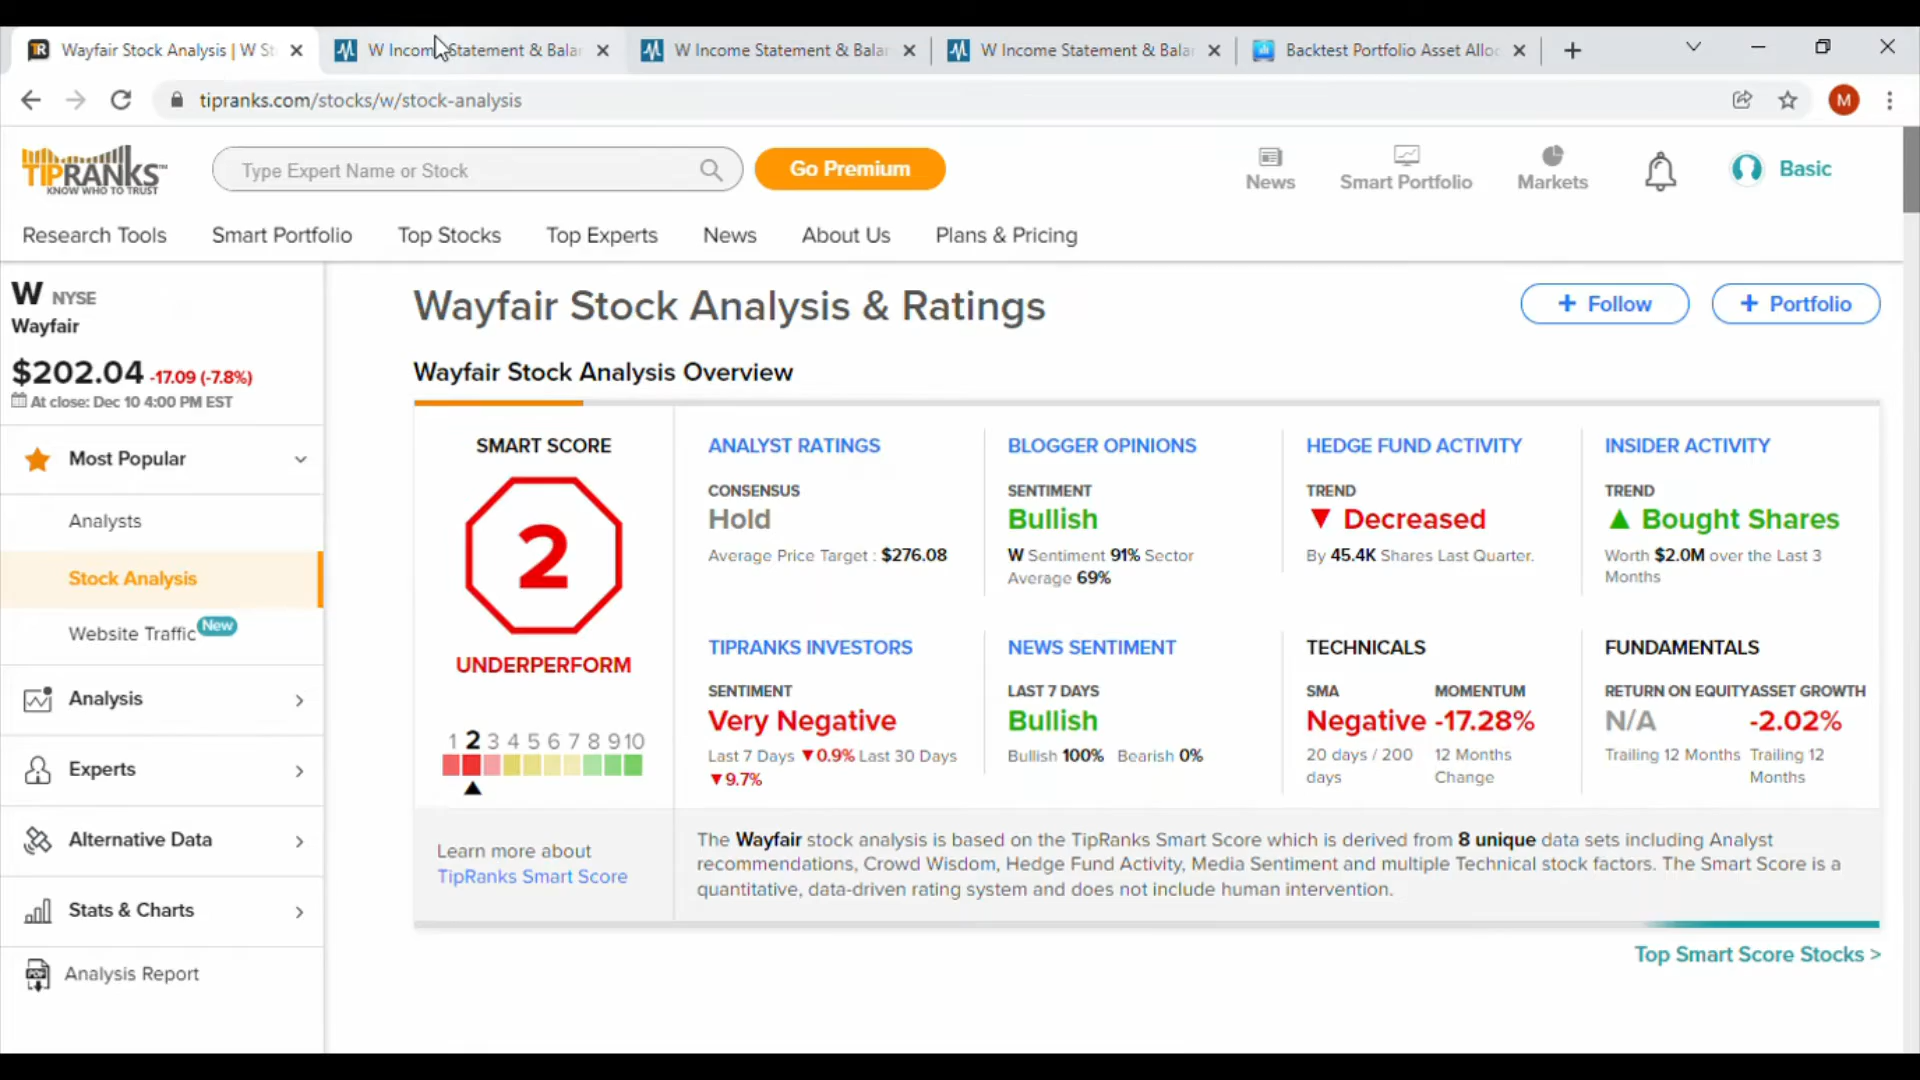 Wayfair Stock Analysis | W St
W Income Statement & Balan
W Income Statement & Balan
W Income Statement & Balan
Backtest Portfolio Asset Alloc
tipranks.com/stocks/w/stock-analysis
M
TIPRANKS™
KNOW WHO TO TRUST
Type Expert Name or Stock
Go Premium
News
Smart Portfolio
Markets
Basic
Research Tools
Smart Portfolio
Top Stocks
Top Experts
News
About Us
Plans & Pricing
W NYSE
Wayfair
$202.04 -17.09 (-7.8%)
At close: Dec 10 4:00 PM EST
Most Popular
Analysts
Stock Analysis
Website Traffic New
Analysis
Experts
Alternative Data
Stats & Charts
Analysis Report
Wayfair Stock Analysis & Ratings
+ Follow
+ Portfolio
Wayfair Stock Analysis Overview
SMART SCORE
2
UNDERPERFORM
1 2 3 4 5 6 7 8 9 10
ANALYST RATINGS
CONSENSUS
Hold
Average Price Target : $276.08
BLOGGER OPINIONS
SENTIMENT
Bullish
W Sentiment 91% Sector
Average 69%
HEDGE FUND ACTIVITY
TREND
▼ Decreased
By 45.4K Shares Last Quarter.
INSIDER ACTIVITY
TREND
▲ Bought Shares
Worth $2.0M over the Last 3
Months
TIPRANKS INVESTORS
SENTIMENT
Very Negative
Last 7 Days ▼0.9% Last 30 Days
▼9.7%
NEWS SENTIMENT
LAST 7 DAYS
Bullish
Bullish 100% Bearish 0%
TECHNICALS
SMA
Negative
20 days / 200
days
MOMENTUM
-17.28%
12 Months
Change
FUNDAMENTALS
RETURN ON EQUITY
N/A
Trailing 12 Months
ASSET GROWTH
-2.02%
Trailing 12
Months
Learn more about
TipRanks Smart Score
The Wayfair stock analysis is based on the TipRanks Smart Score which is derived from 8 unique data sets including Analyst
recommendations, Crowd Wisdom, Hedge Fund Activity, Media Sentiment and multiple Technical stock factors. The Smart Score is a
quantitative, data-driven rating system and does not include human intervention.
Top Smart Score Stocks >